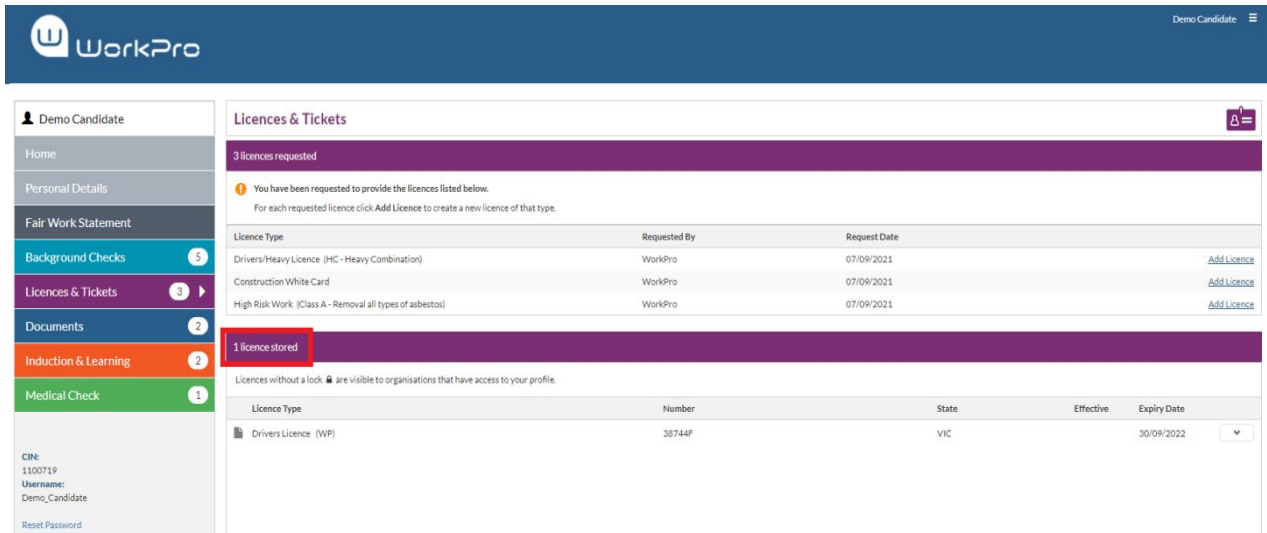 Demo Candidate
WorkPro
Demo Candidate
Home
Personal Details
Fair Work Statement
Background Checks 5
Licences & Tickets 3
Documents 2
Induction & Learning 2
Medical Check 1
CIN:
1100719
Username:
Demo_Candidate
Reset Password
Licences & Tickets
3 licences requested
You have been requested to provide the licences listed below.
For each requested licence click Add Licence to create a new licence of that type.
Licence Type Requested By Request Date
Drivers/Heavy Licence (HC - Heavy Combination) WorkPro 07/09/2021 Add Licence
Construction White Card WorkPro 07/09/2021 Add Licence
High Risk Work (Class A - Removal all types of asbestos) WorkPro 07/09/2021 Add Licence
1 licence stored
Licences without a lock are visible to organisations that have access to your profile.
Licence Type Number State Effective Expiry Date
Drivers Licence (WP) 38744F VIC 30/09/2022